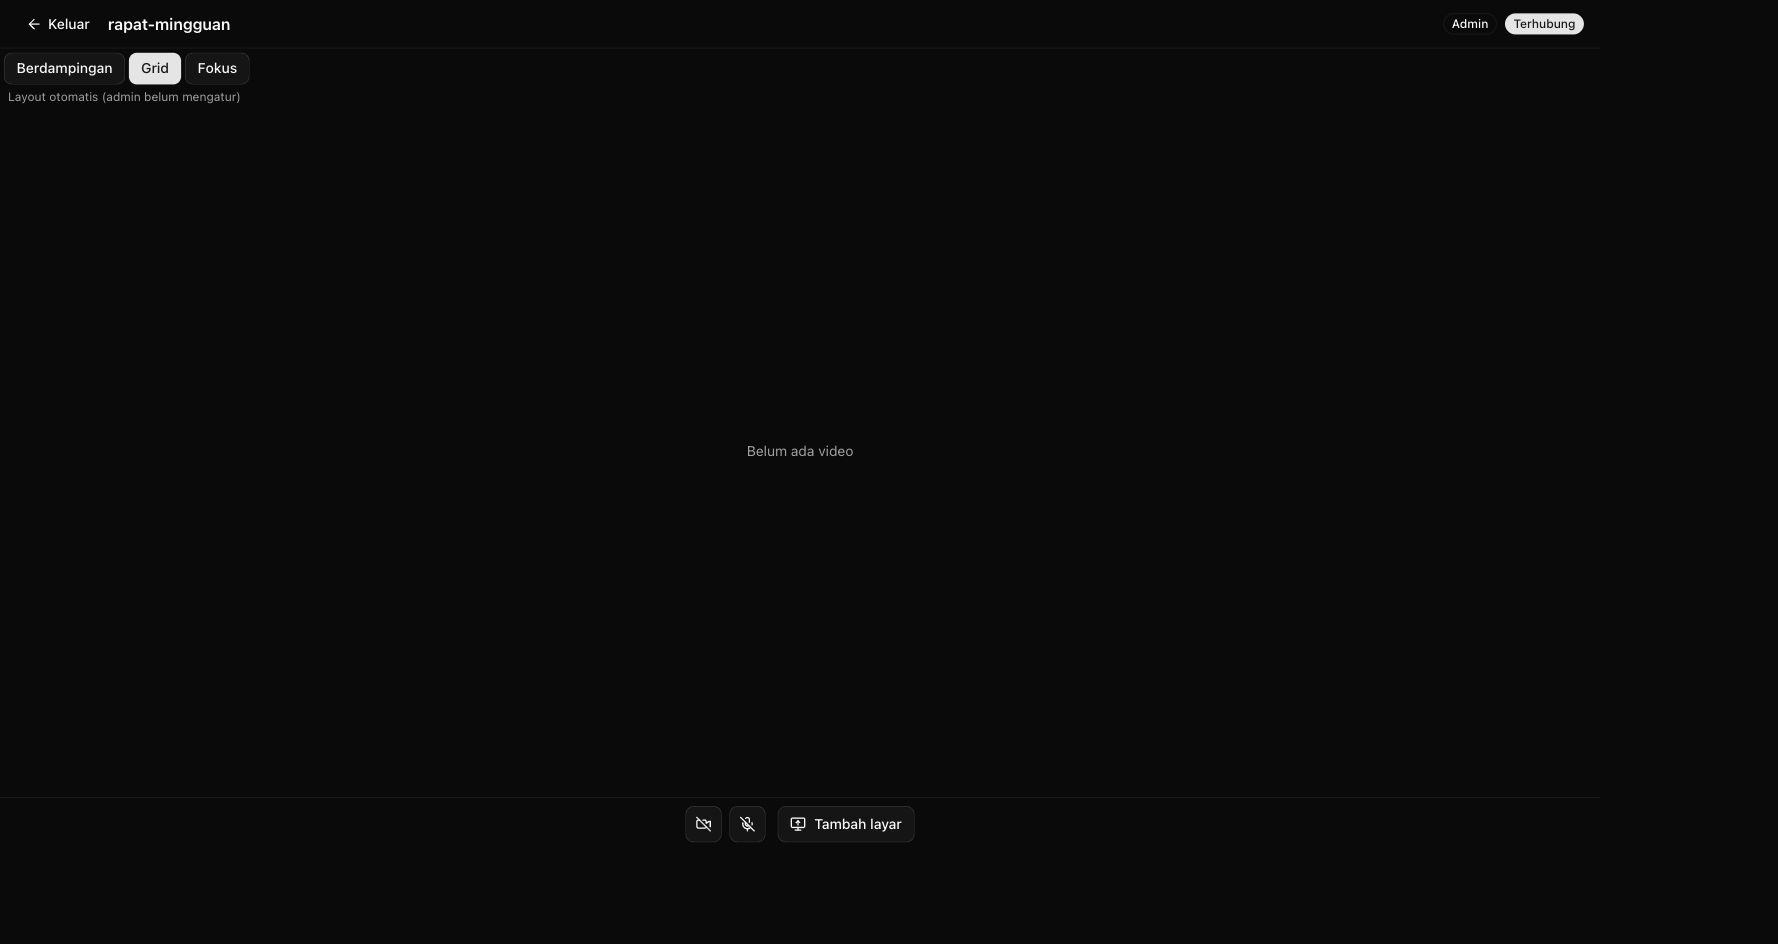 Keluar rapat-mingguan Admin Terhubung
Berdampingan Grid Fokus
Layout otomatis (admin belum mengatur)
Belum ada video
Tambah layar